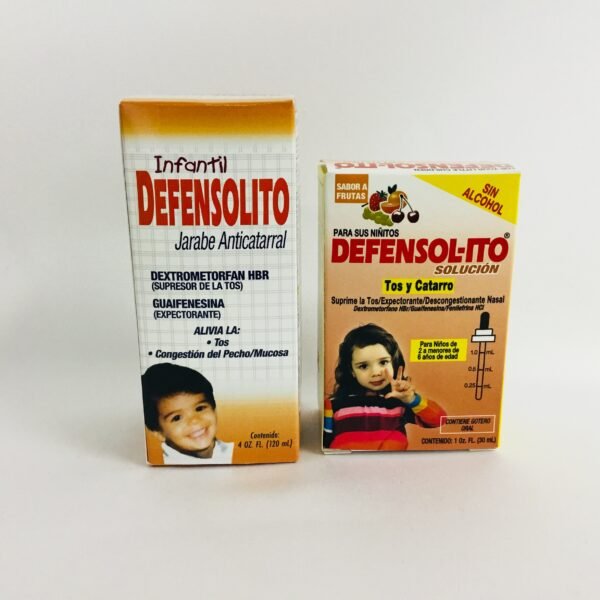 Infantil
DEFENSOLITO
Jarabe Anticatarral
DEXTROMETORFAN HBR
(SUPRESOR DE LA TOS)
GUAIFENESINA
(EXPECTORANTE)
ALIVIA LA:
• Tos
• Congestión del Pecho/Mucosa
Contenido:
4 OZ. FL. (120 mL)
SABOR A
FRUTAS
SIN
ALCOHOL
PARA SUS NIÑITOS
DEFENSOL-ITO®
SOLUCIÓN
Tos y Catarro
Suprime la Tos/Expectorante/Descongestionante Nasal
Dextrometorfano HBr/Guaifenesina/Fenilefrina HCl
Para Niños de
2 a menores de
6 años de edad
1.0 mL
0.5 mL
0.25 mL
CONTIENE GOTERO
ORAL
CONTENIDO: 1 Oz. FL. (30 mL)